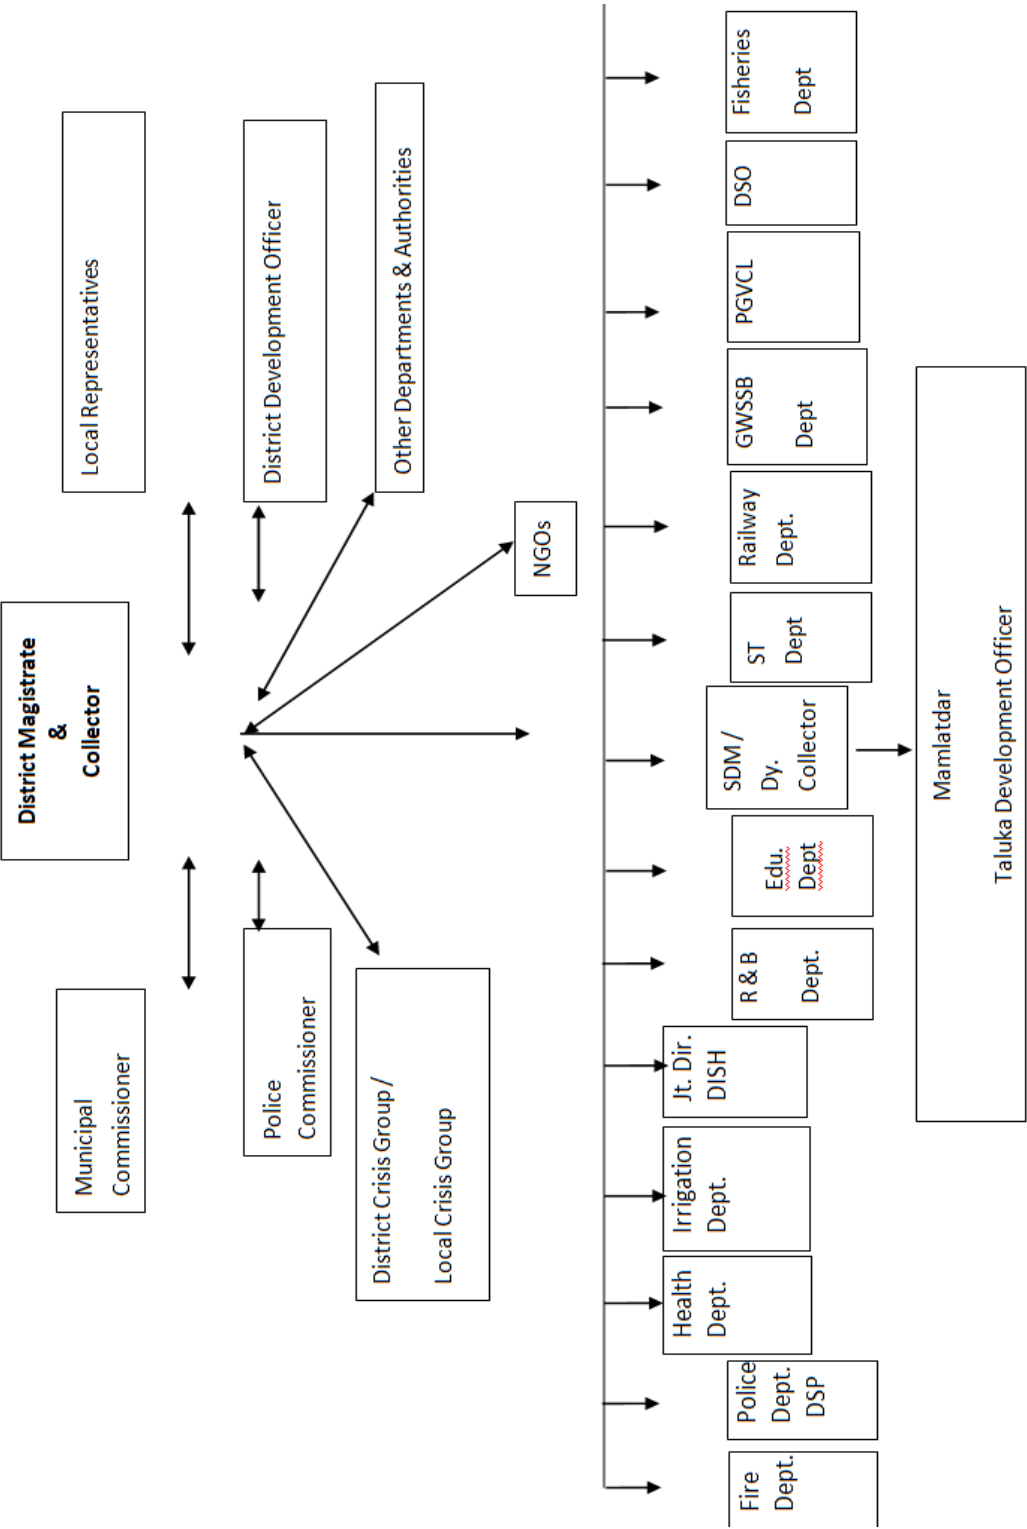 District Magistrate
&
Collector
Municipal
Commissioner
Local Representatives
Police
Commissioner
District Development Officer
District Crisis Group /
Local Crisis Group
Other Departments & Authorities
NGOs
Fire
Dept.
Police
Dept.
DSP
Health
Dept.
Irrigation
Dept.
Jt. Dir.
DISH
R & B
Dept.
Edu.
Dept
SDM /
Dy.
Collector
ST
Dept
Railway
Dept.
GWSSB
Dept
PGVCL
DSO
Fisheries
Dept
Mamlatdar
Taluka Development Officer